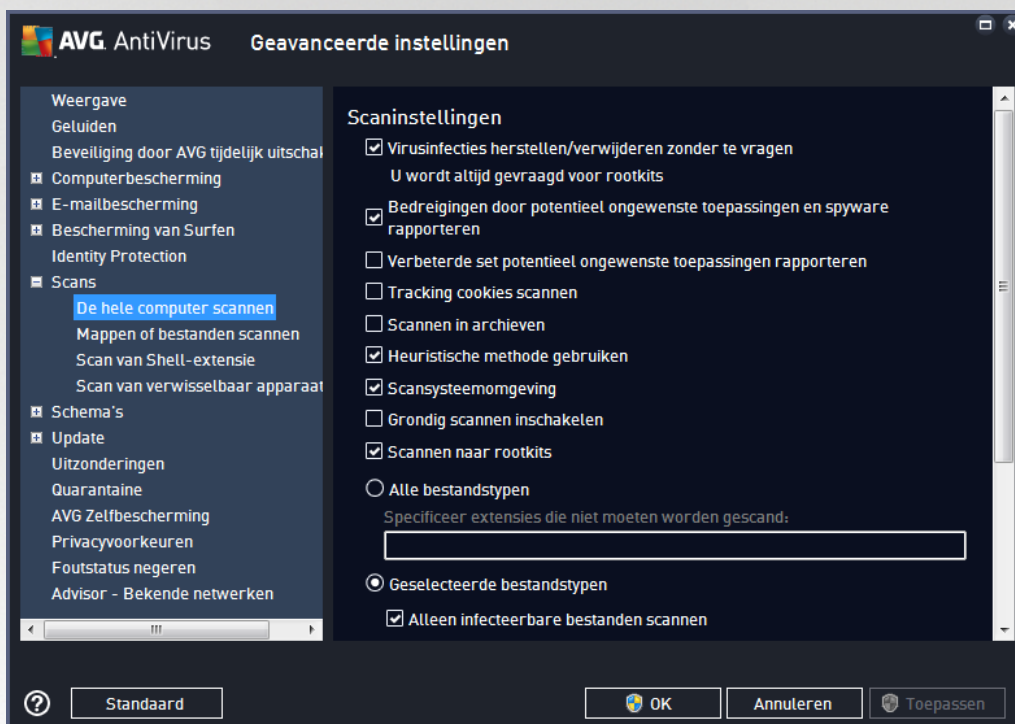 AVG. AntiVirus Geavanceerde instellingen
Weergave
Geluiden
Beveiliging door AVG tijdelijk uitschak
Computerbescherming
E-mailbescherming
Bescherming van Surfen
Identity Protection
Scans
De hele computer scannen
Mappen of bestanden scannen
Scan van Shell-extensie
Scan van verwisselbaar apparaat
Schema's
Update
Uitzonderingen
Quarantaine
AVG Zelfbescherming
Privacyvoorkeuren
Foutstatus negeren
Advisor - Bekende netwerken
Scaninstellingen
Virusinfecties herstellen/verwijderen zonder te vragen
U wordt altijd gevraagd voor rootkits
Bedreigingen door potentieel ongewenste toepassingen en spyware
rapporteren
Verbeterde set potentieel ongewenste toepassingen rapporteren
Tracking cookies scannen
Scannen in archieven
Heuristische methode gebruiken
Scansysteemomgeving
Grondig scannen inschakelen
Scannen naar rootkits
Alle bestandstypen
Specificeer extensies die niet moeten worden gescand:
Geselecteerde bestandstypen
Alleen infecteerbare bestanden scannen
Standaard
OK
Annuleren
Toepassen